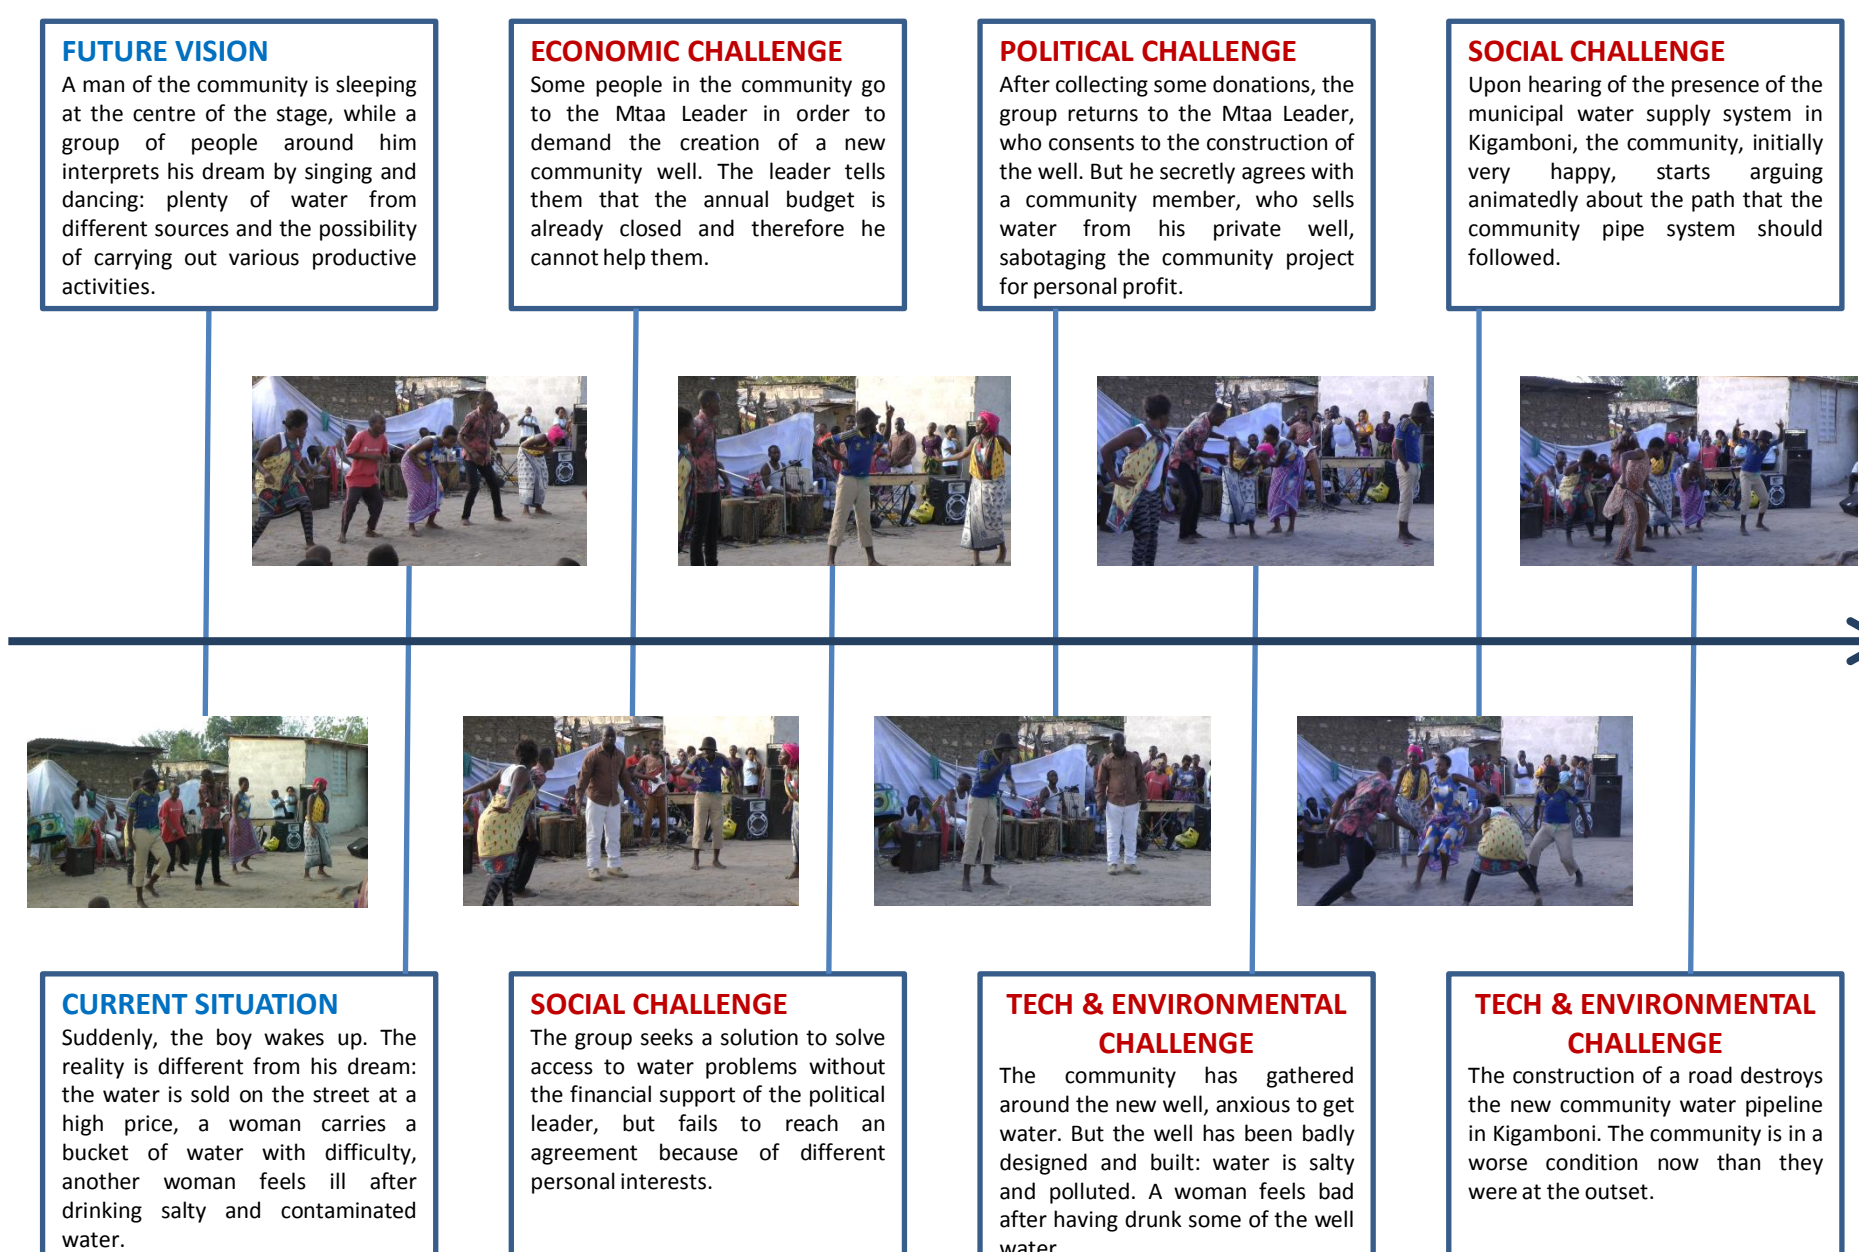 FUTURE VISION
A man of the community is sleeping
at the centre of the stage, while a
group of people around him
interprets his dream by singing and
dancing: plenty of water from
different sources and the possibility
of carrying out various productive
activities.
ECONOMIC CHALLENGE
Some people in the community go
to the Mtaa Leader in order to
demand the creation of a new
community well. The leader tells
them that the annual budget is
already closed and therefore he
cannot help them.
POLITICAL CHALLENGE
After collecting some donations, the
group returns to the Mtaa Leader,
who consents to the construction of
the well. But he secretly agrees with
a community member, who sells
water from his private well,
sabotaging the community project
for personal profit.
SOCIAL CHALLENGE
Upon hearing of the presence of the
municipal water supply system in
Kigamboni, the community, initially
very happy, starts arguing
animatedly about the path that the
community pipe system should
followed.
CURRENT SITUATION
Suddenly, the boy wakes up. The
reality is different from his dream:
the water is sold on the street at a
high price, a woman carries a
bucket of water with difficulty,
another woman feels ill after
drinking salty and contaminated
water.
SOCIAL CHALLENGE
The group seeks a solution to solve
access to water problems without
the financial support of the political
leader, but fails to reach an
agreement because of different
personal interests.
TECH & ENVIRONMENTAL
CHALLENGE
The community has gathered
around the new well, anxious to get
water. But the well has been badly
designed and built: water is salty
and polluted. A woman feels bad
after having drunk some of the well
water.
TECH & ENVIRONMENTAL
CHALLENGE
The construction of a road destroys
the new community water pipeline
in Kigamboni. The community is in a
worse condition now than they
were at the outset.